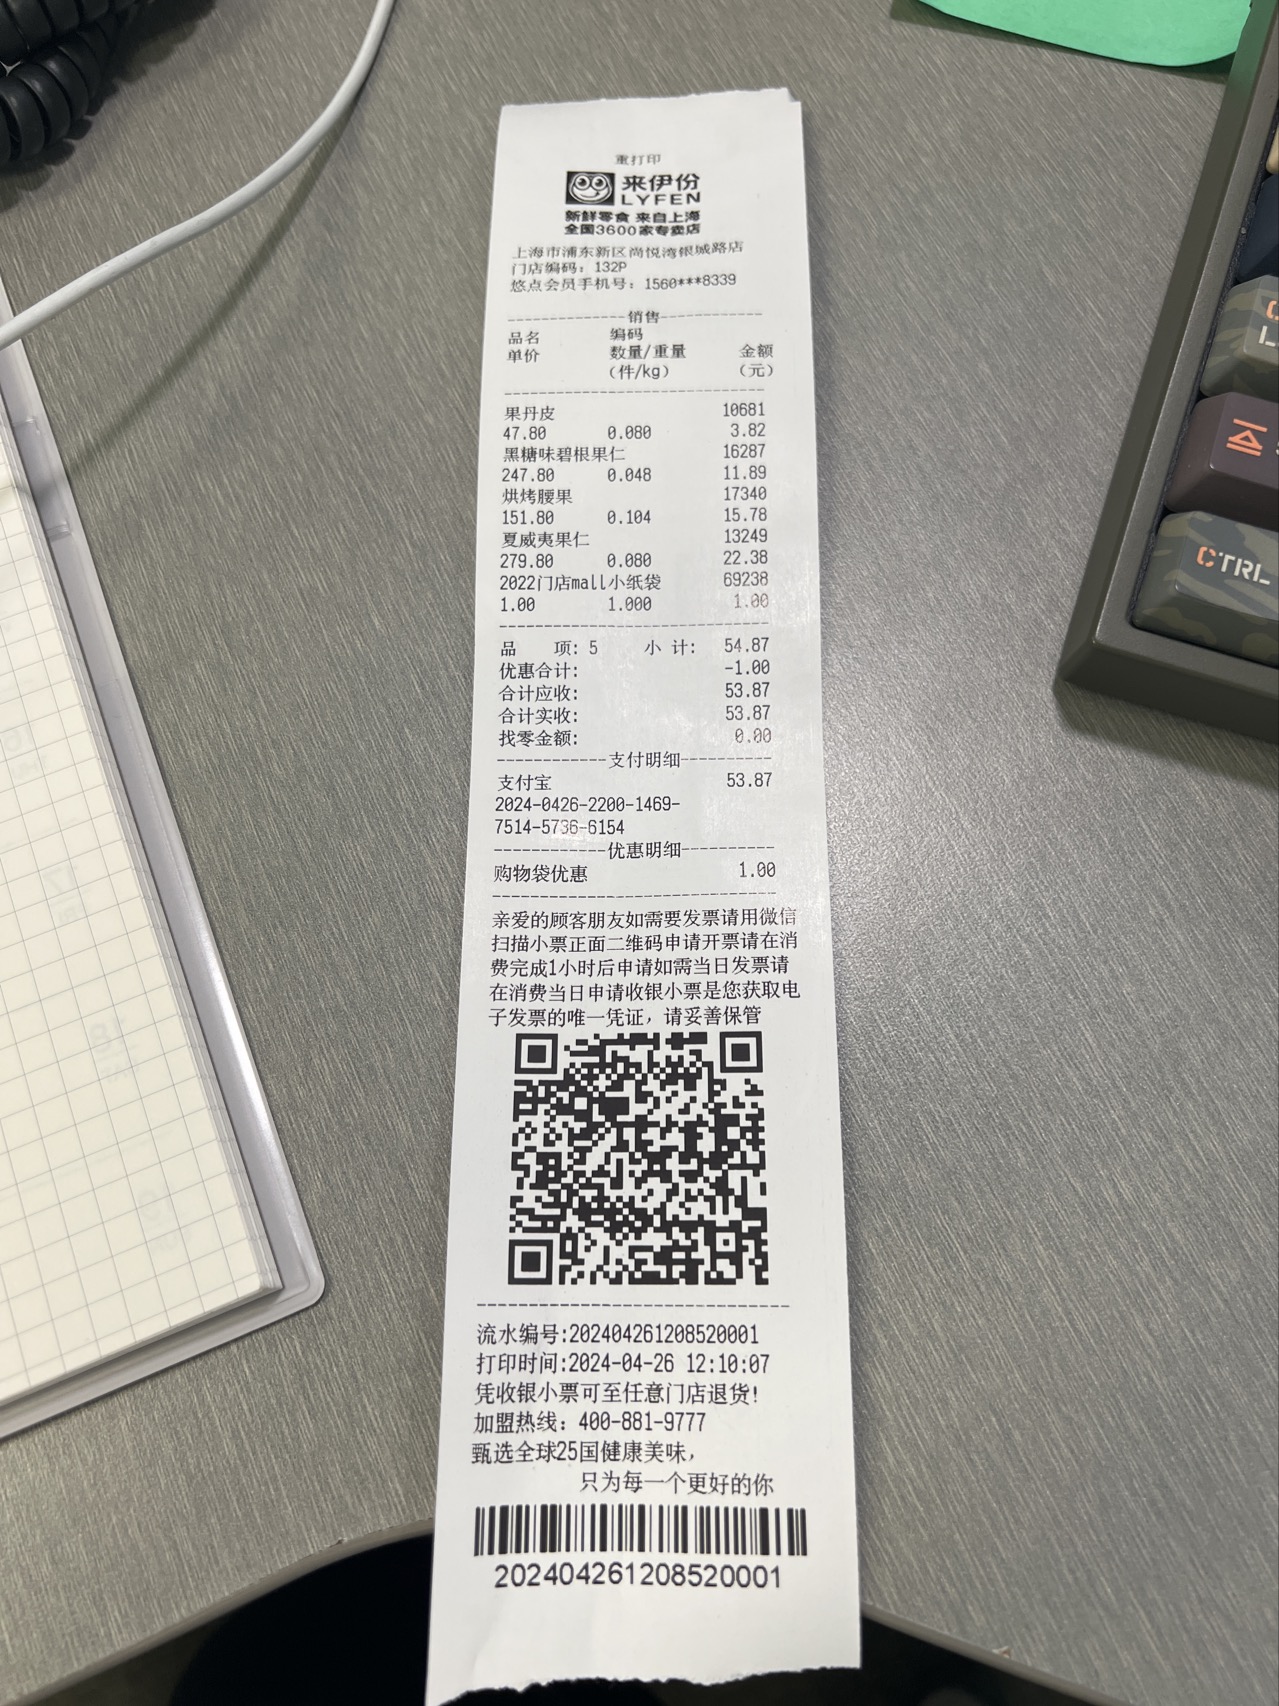 重打印
来伊份
LYFEN
新鲜零食 来自上海
全国3600家专卖店
上海市浦东新区尚悦湾银城路店
门店编码：132P
悠点会员手机号：1560***8339
---------------销售-------------
品名 编码
单价 数量/重量 金额
（件/kg） （元）
--------------------------------
果丹皮 10681
47.80 0.080 3.82
黑糖味碧根果仁 16287
247.80 0.048 11.89
烘烤腰果 17340
151.80 0.104 15.78
夏威夷果仁 13249
279.80 0.080 22.38
2022门店mall小纸袋 69238
1.00 1.000 1.00
--------------------------------
品 项: 5 小 计: 54.87
优惠合计: -1.00
合计应收: 53.87
合计实收: 53.87
找零金额: 0.00
------------支付明细----------
支付宝 53.87
2024-0426-2200-1469-
7514-5736-6154
------------优惠明细----------
购物袋优惠 1.00
--------------------------------
亲爱的顾客朋友如需要发票请用微信
扫描小票正面二维码申请开票请在消
费完成1小时后申请如需当日发票请
在消费当日申请收银小票是您获取电
子发票的唯一凭证，请妥善保管
--------------------------------
流水编号:202404261208520001
打印时间:2024-04-26 12:10:07
凭收银小票可至任意门店退货!
加盟热线：400-881-9777
甄选全球25国健康美味，
只为每一个更好的你
202404261208520001
CTRL